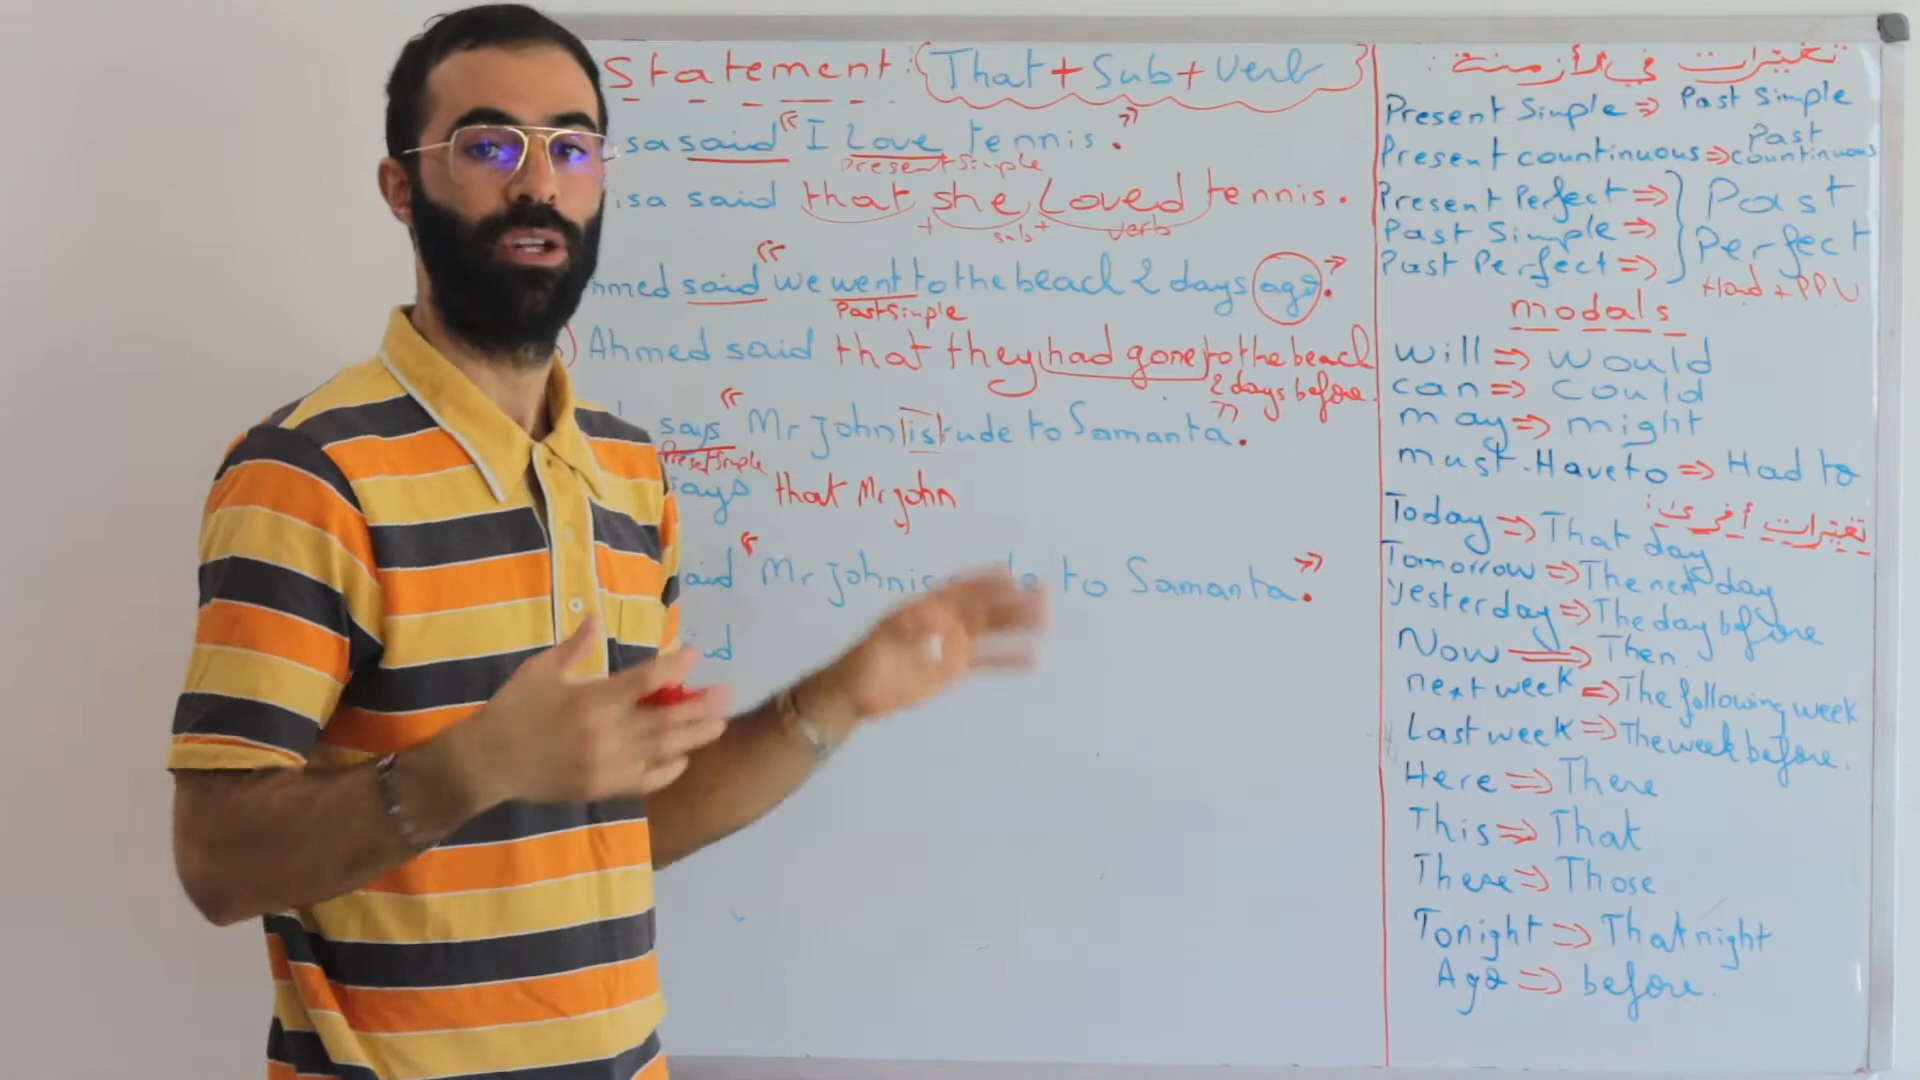 Statement : That + Sub + Verb
sa said " I Love tennis. "
Present Simple
isa said that she Loved tennis.
+ sub + verb
hmed said " we went to the beach 2 days ago. "
Past Simple
) Ahmed said that they had gone to the beach
2 days before.
says " Mr John is rude to Samanta. "
Present Simple
says that Mr John
aid " Mr John is to Samanta. "
id
تغيرات في الأزمنة :
Present Simple => Past Simple
Present countinuous => Past countinuous
Present Perfect =>
Past Simple =>
Past Perfect =>
Past Perfect
Had + PPV
modals
will => would
can => could
may => might
must - Have to => Had to
تغيرات أخرى :
Today => That day
Tomorrow => The next day
yesterday => The day before
Now => Then.
next week => The following week
Last week => The week before.
Here => There
This => That
These => Those
Tonight => That night
Ago => before.